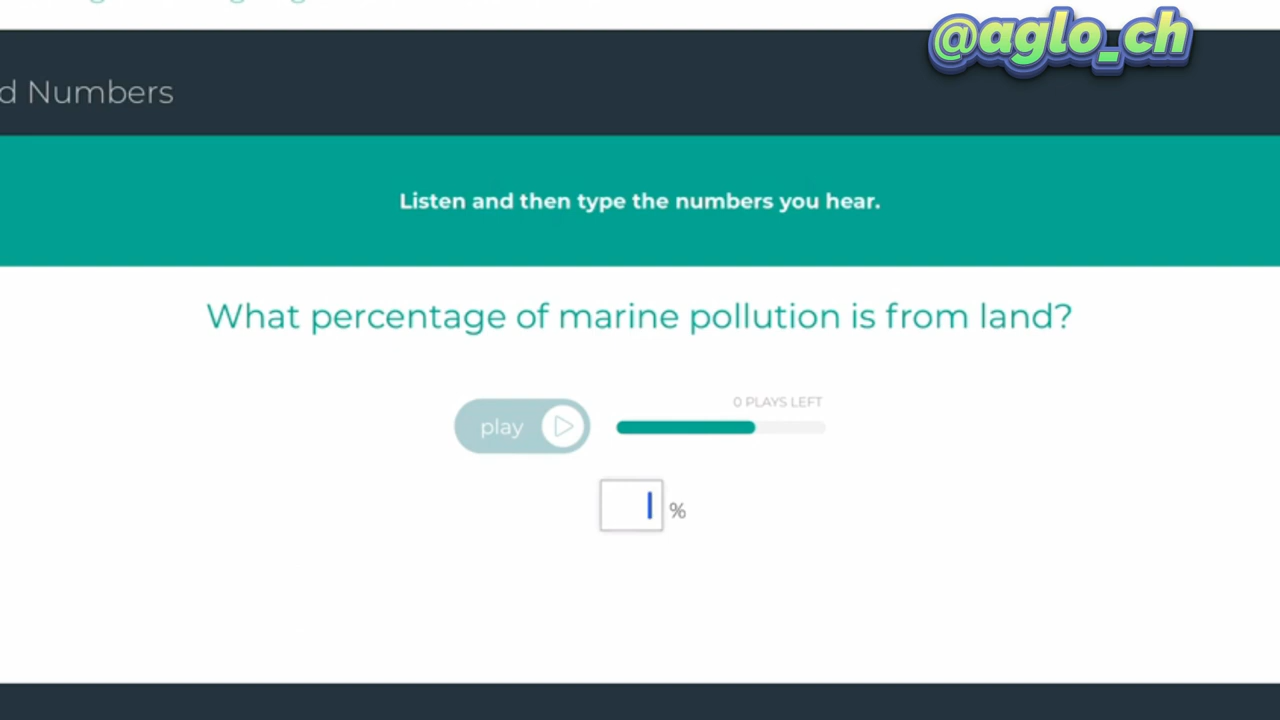 @aglo_ch
d Numbers
Listen and then type the numbers you hear.
What percentage of marine pollution is from land?
0 PLAYS LEFT
play
%